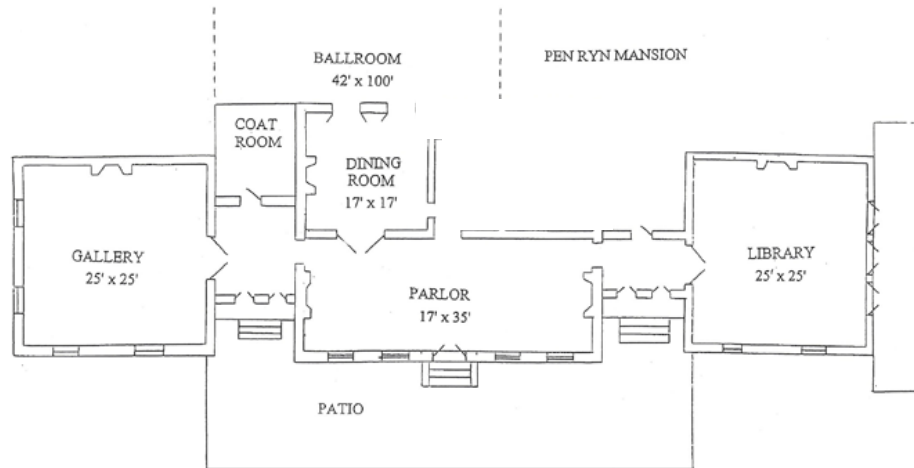 BALLROOM
42' x 100'
PEN RYN MANSION
COAT
ROOM
DINING
ROOM
17' x 17'
GALLERY
25' x 25'
LIBRARY
25' x 25'
PARLOR
17' x 35'
PATIO